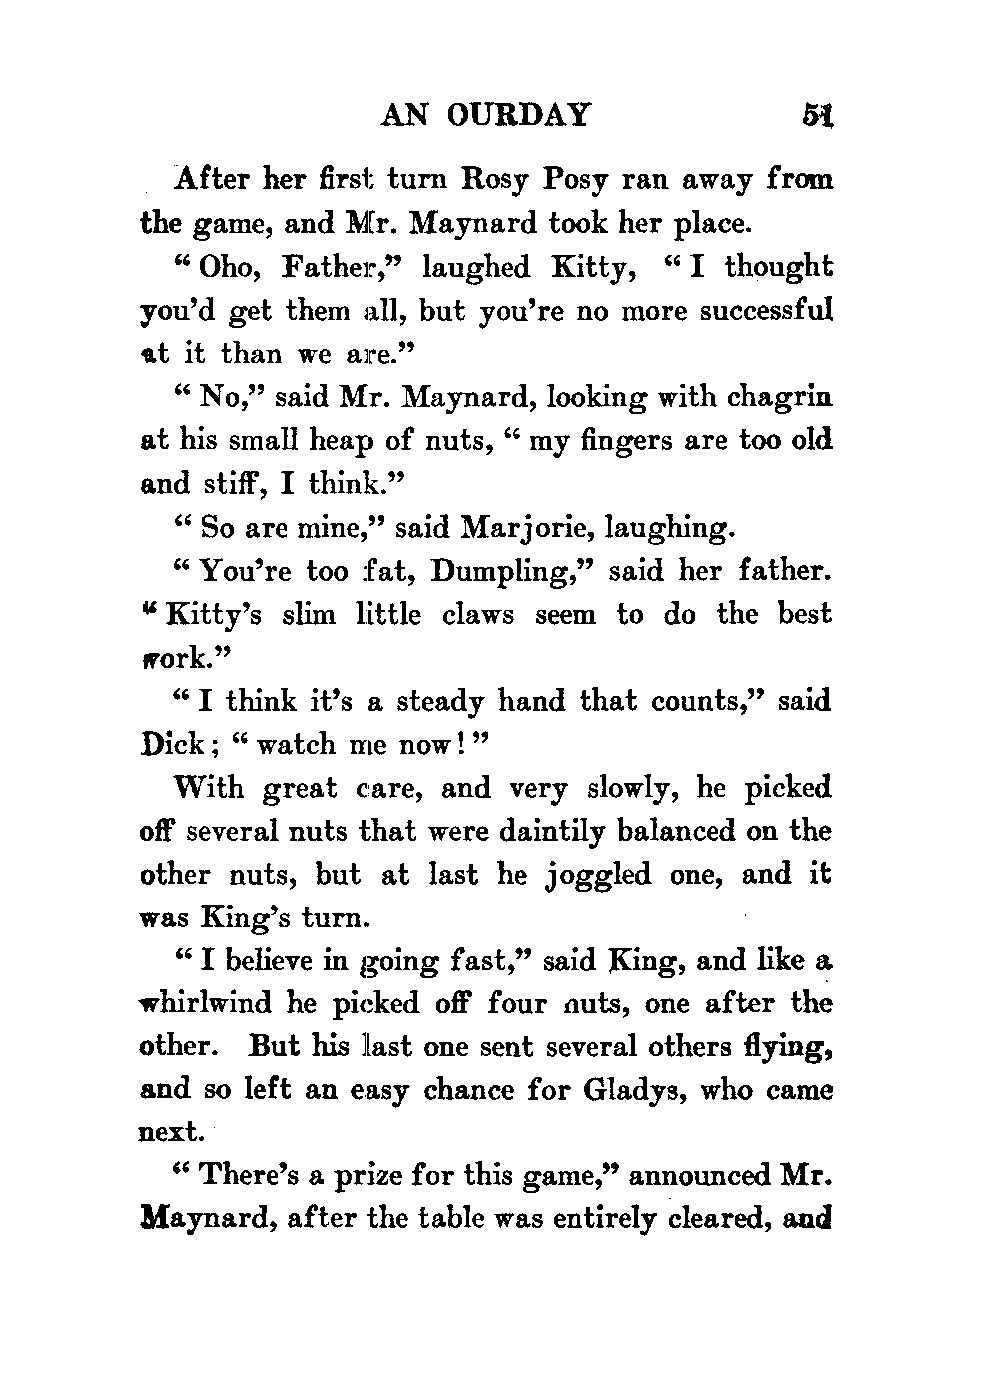 AN OURDAY 51
After her first turn Rosy Posy ran away from
the game, and Mr. Maynard took her place.
“ Oho, Father,” laughed Kitty, “ I thought
you’d get them all, but you’re no more successful
at it than we are.”
“ No,” said Mr. Maynard, looking with chagrin
at his small heap of nuts, “ my fingers are too old
and stiff, I think.”
“ So are mine,” said Marjorie, laughing.
“ You’re too fat, Dumpling,” said her father.
“ Kitty’s slim little claws seem to do the best
work.”
“ I think it’s a steady hand that counts,” said
Dick; “ watch me now! ”
With great care, and very slowly, he picked
off several nuts that were daintily balanced on the
other nuts, but at last he joggled one, and it
was King’s turn.
“ I believe in going fast,” said King, and like a
whirlwind he picked off four nuts, one after the
other. But his last one sent several others flying,
and so left an easy chance for Gladys, who came
next.
“ There’s a prize for this game,” announced Mr.
Maynard, after the table was entirely cleared, and